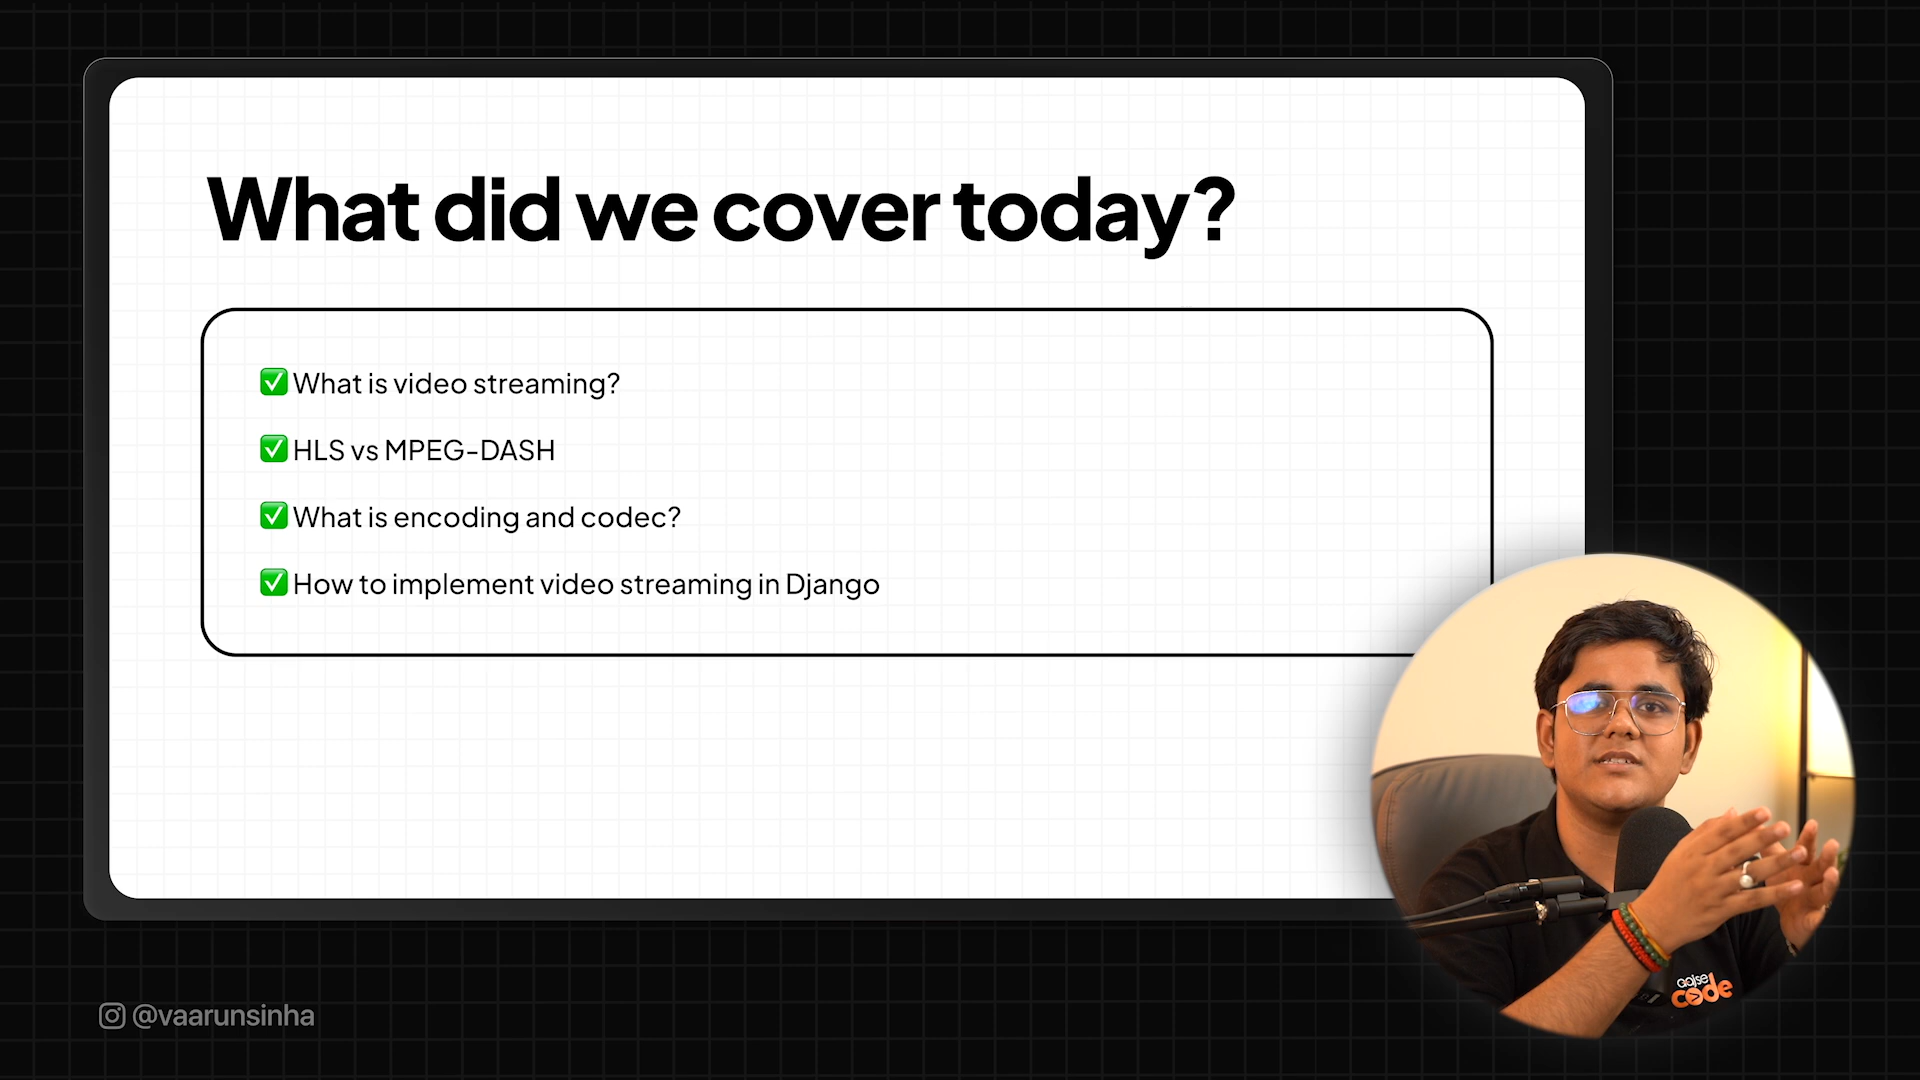 What did we cover today?
✅ What is video streaming?
✅ HLS vs MPEG-DASH
✅ What is encoding and codec?
✅ How to implement video streaming in Django
aajse
code
@vaarunsinha